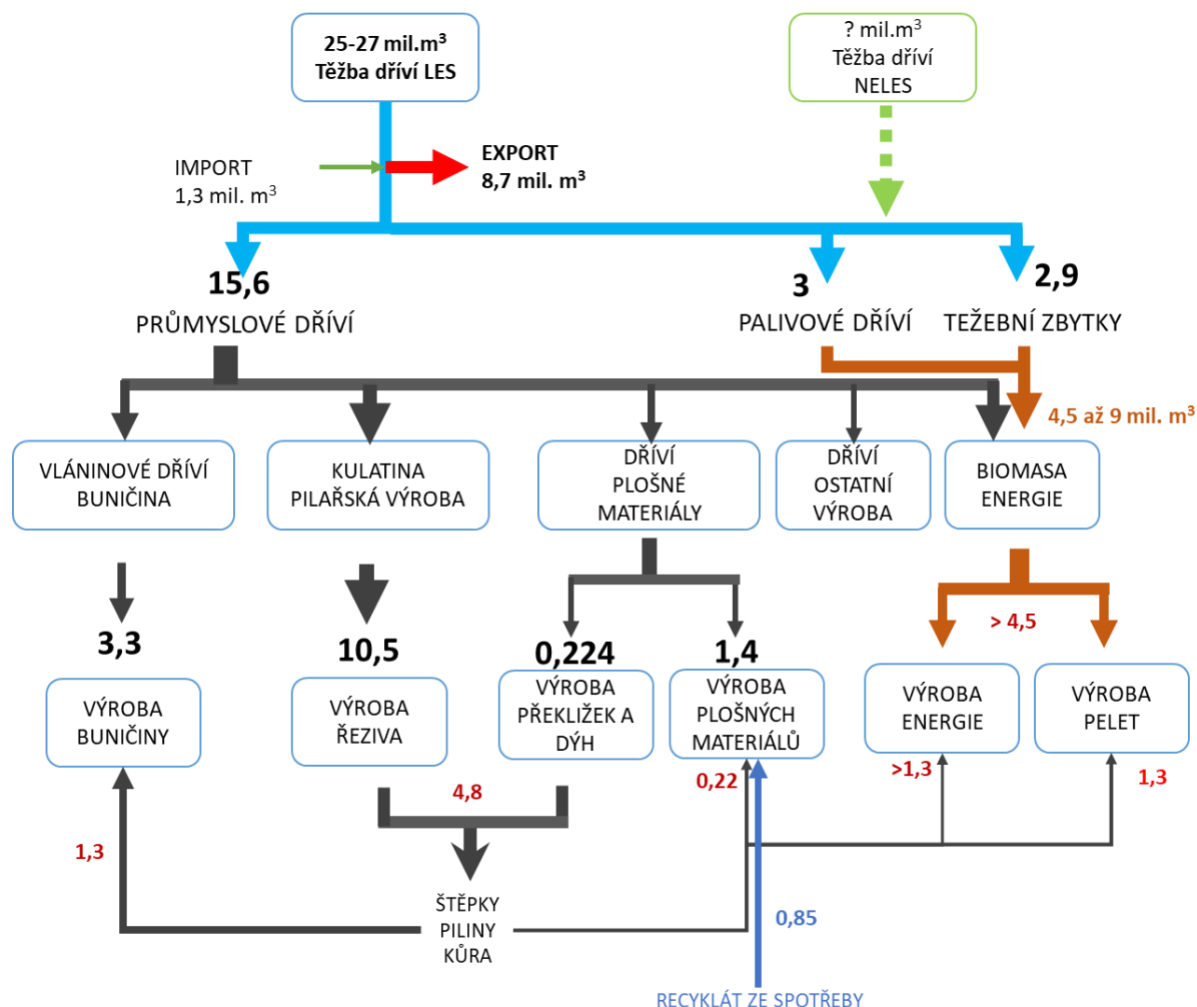 25-27 mil.m³
Těžba dříví LES
? mil.m³
Těžba dříví
NELES
IMPORT
1,3 mil. m³
EXPORT
8,7 mil. m³
15,6
PRŮMYSLOVÉ DŘÍVÍ
3
PALIVOVÉ DŘÍVÍ
2,9
TEŽEBNÍ ZBYTKY
4,5 až 9 mil. m³
VLÁNINOVÉ DŘÍVÍ
BUNIČINA
KULATINA
PILAŘSKÁ VÝROBA
DŘÍVÍ
PLOŠNÉ
MATERIÁLY
DŘÍVÍ
OSTATNÍ
VÝROBA
BIOMASA
ENERGIE
> 4,5
3,3
10,5
0,224
1,4
VÝROBA
BUNIČINY
VÝROBA
ŘEZIVA
VÝROBA
PŘEKLIŽEK A
DÝH
VÝROBA
PLOŠNÝCH
MATERIÁLŮ
VÝROBA
ENERGIE
VÝROBA
PELET
4,8
0,22
>1,3
1,3
1,3
ŠTĚPKY
PILINY
KŮRA
0,85
RECYKLÁT ZE SPOTŘEBY